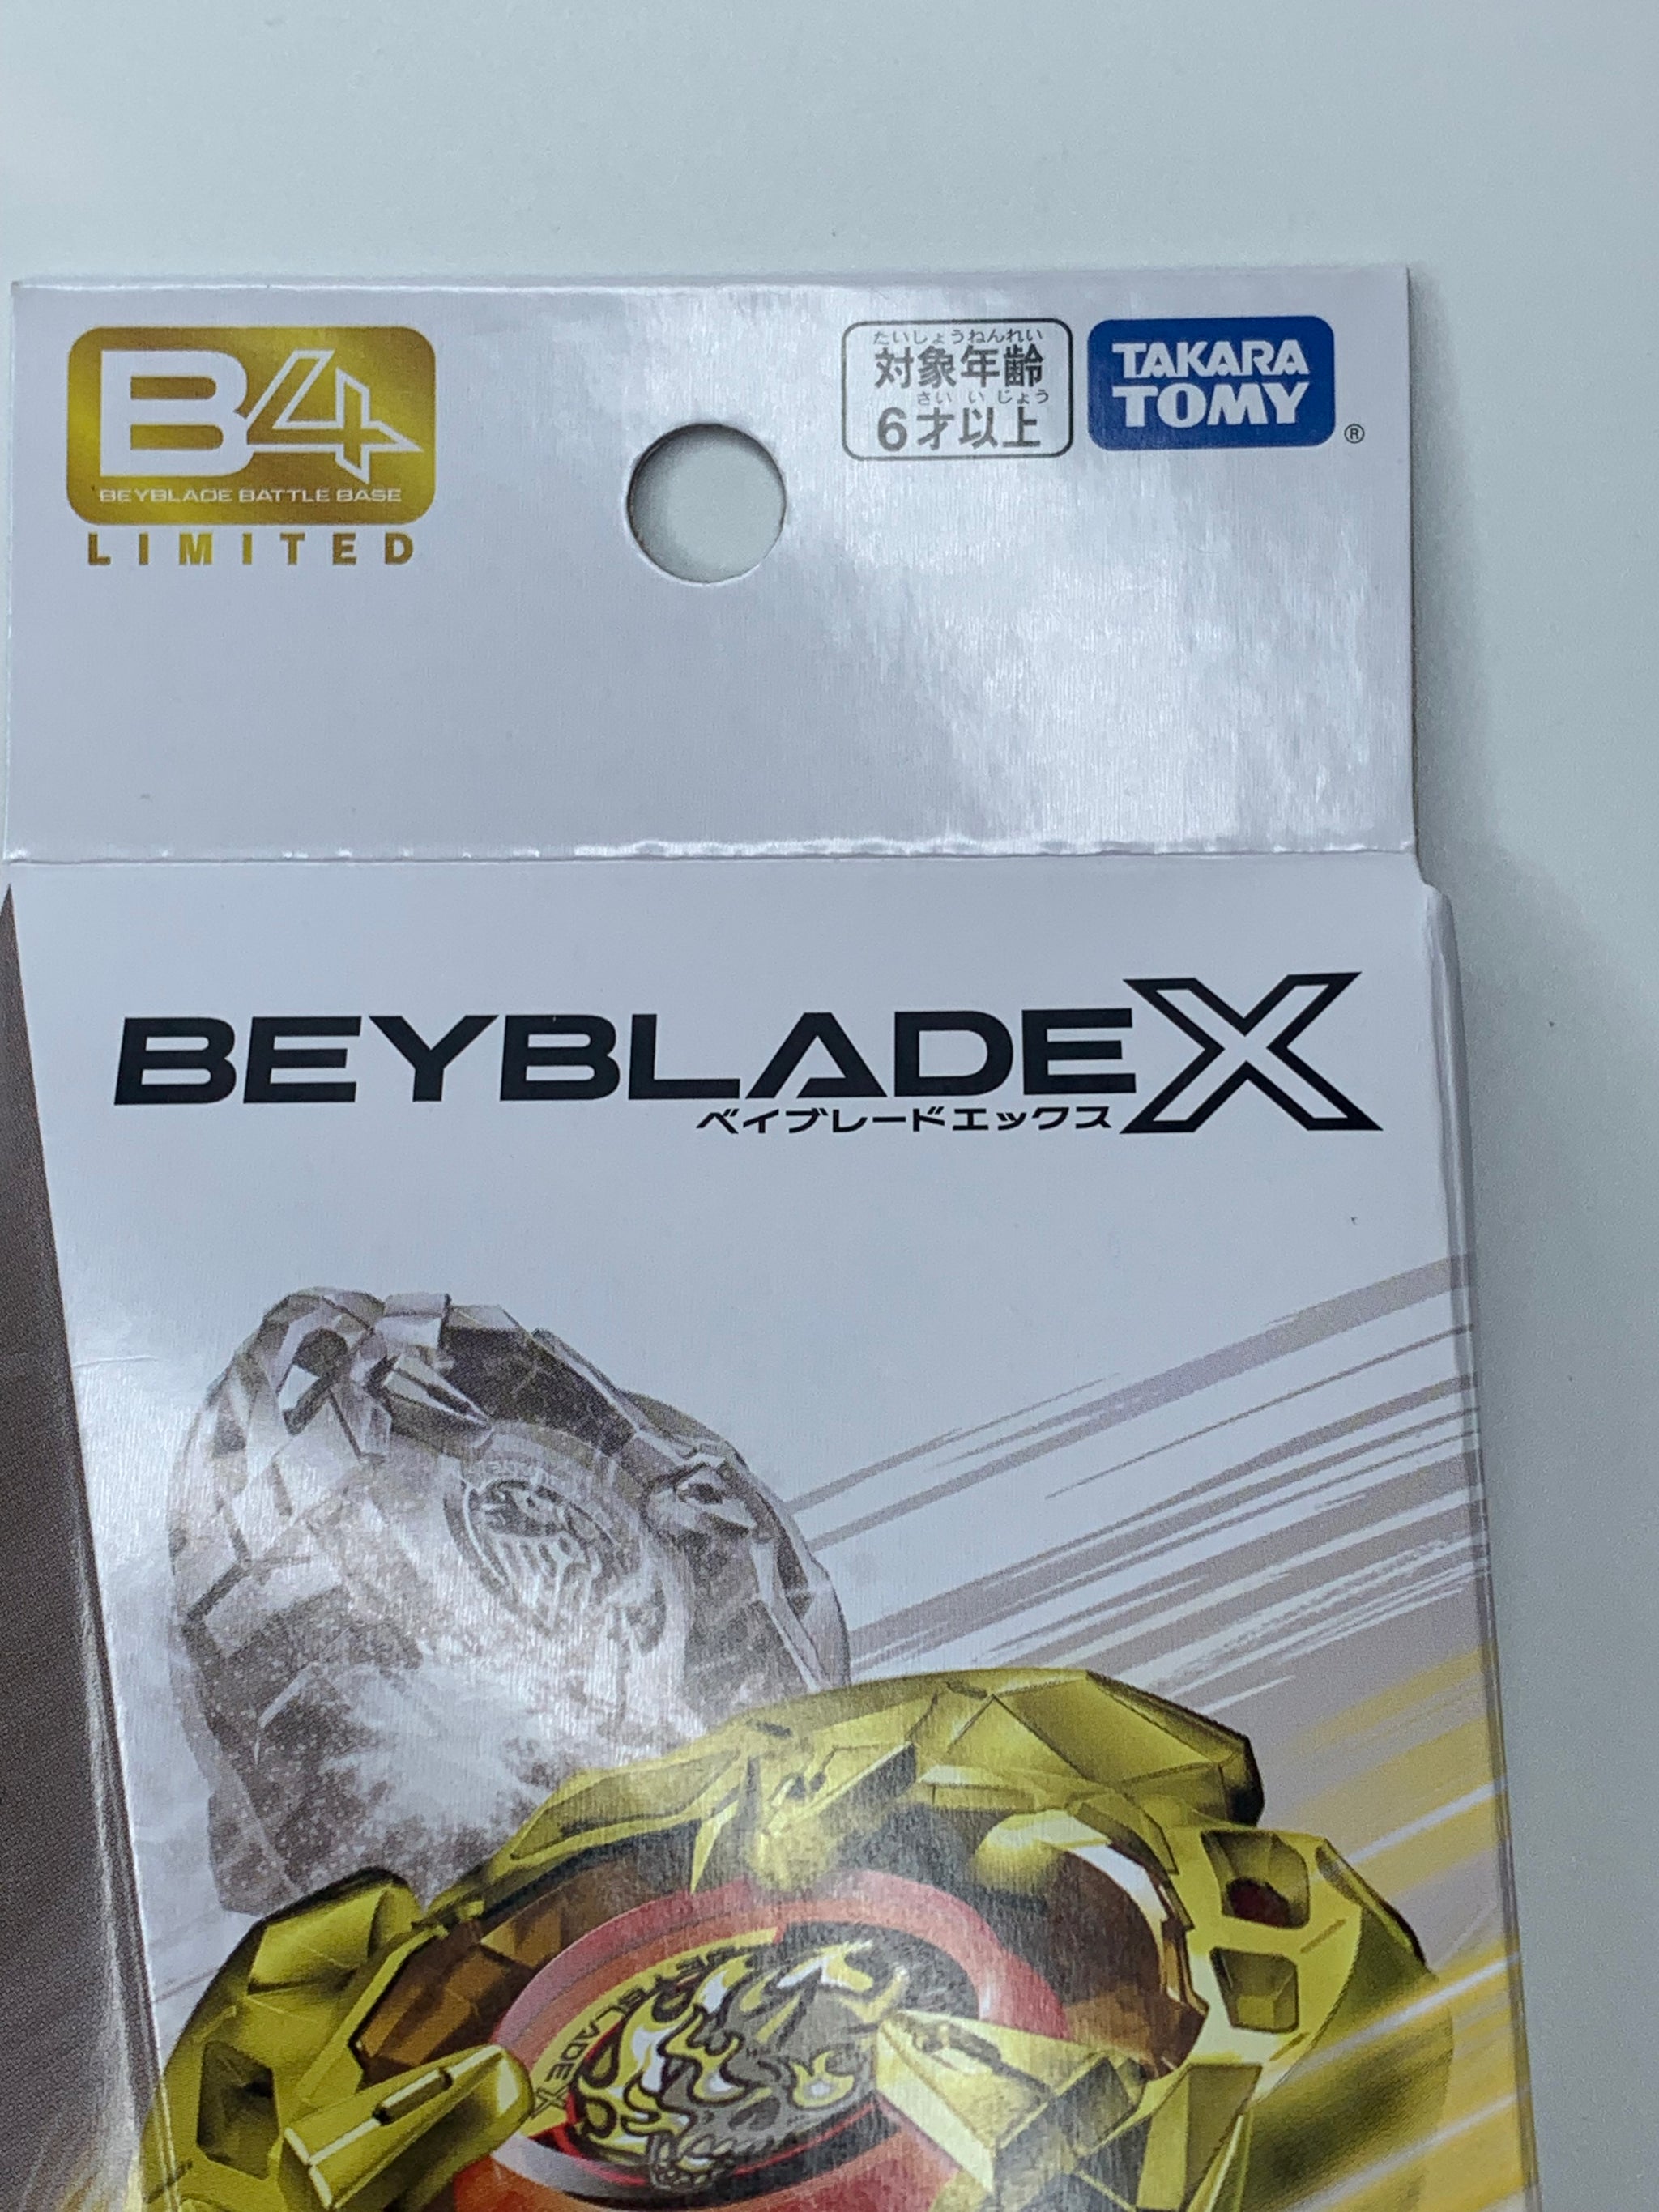 B4
BEYBLADE BATTLE BASE
LIMITED
たいしょうねんれい
対象年齢
さい い じょう
6才以上
TAKARA
TOMY
®
BEYBLADE X
ベイブレードエックス
BEYBLADE X